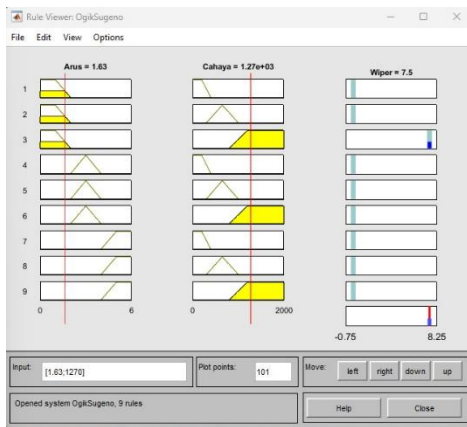 Rule Viewer: OgikSugeno
File Edit View Options
Arus = 1.63 Cahaya = 1.27e+03 Wiper = 7.5
1
2
3
4
5
6
7
8
9
0 6 0 2000
-0.75 8.25
Input: [1.63;1270] Plot points: 101 Move: left right down up
Opened system OgikSugeno, 9 rules Help Close